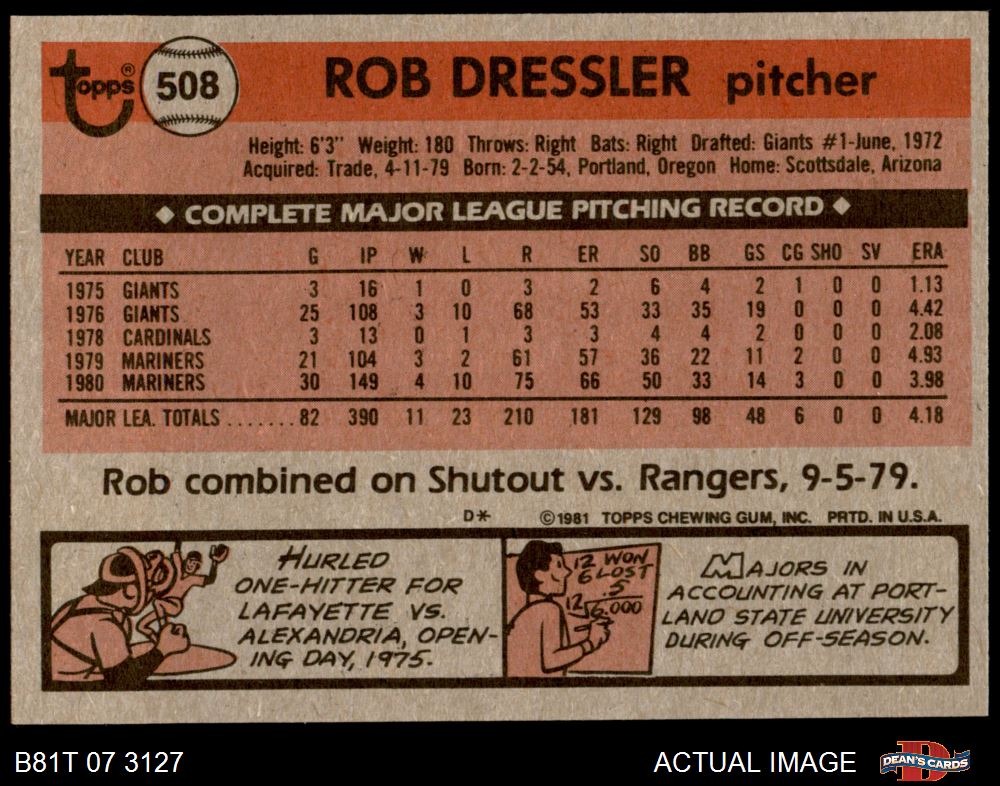 topps® 508 ROB DRESSLER pitcher
Height: 6'3" Weight: 180 Throws: Right Bats: Right Drafted: Giants #1-June, 1972
Acquired: Trade, 4-11-79 Born: 2-2-54, Portland, Oregon Home: Scottsdale, Arizona
◆ COMPLETE MAJOR LEAGUE PITCHING RECORD ◆
YEAR CLUB G IP W L R ER SO BB GS CG SHO SV ERA
1975 GIANTS 3 16 1 0 3 2 6 4 2 1 0 0 1.13
1976 GIANTS 25 108 3 10 68 53 33 35 19 0 0 0 4.42
1978 CARDINALS 3 13 0 1 3 3 4 4 2 0 0 0 2.08
1979 MARINERS 21 104 3 2 61 57 36 22 11 2 0 0 4.93
1980 MARINERS 30 149 4 10 75 66 50 33 14 3 0 0 3.98
MAJOR LEA. TOTALS ....... 82 390 11 23 210 181 129 98 48 6 0 0 4.18
Rob combined on Shutout vs. Rangers, 9-5-79.
D* ©1981 TOPPS CHEWING GUM, INC. PRTD. IN U.S.A.
HURLED
ONE-HITTER FOR
LAFAYETTE VS.
ALEXANDRIA, OPEN-
ING DAY, 1975.
12 WON
6 LOST
.5
12/6.000
MAJORS IN
ACCOUNTING AT PORT-
LAND STATE UNIVERSITY
DURING OFF-SEASON.
B81T 07 3127 ACTUAL IMAGE D DEAN'S CARDS